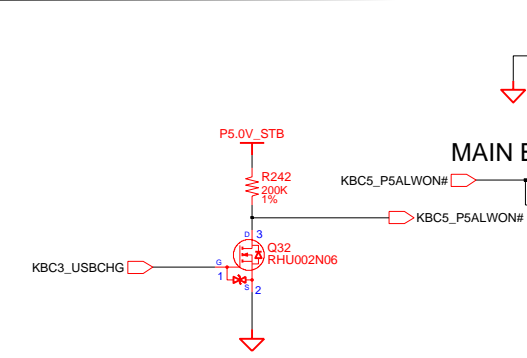 MAIN
P5.0V_STB
R242
200K
1%
KBC5_P5ALWON#
KBC5_P5ALWON#
D 3
Q32
RHU002N06
KBC3_USBCHG
G
1
S 2